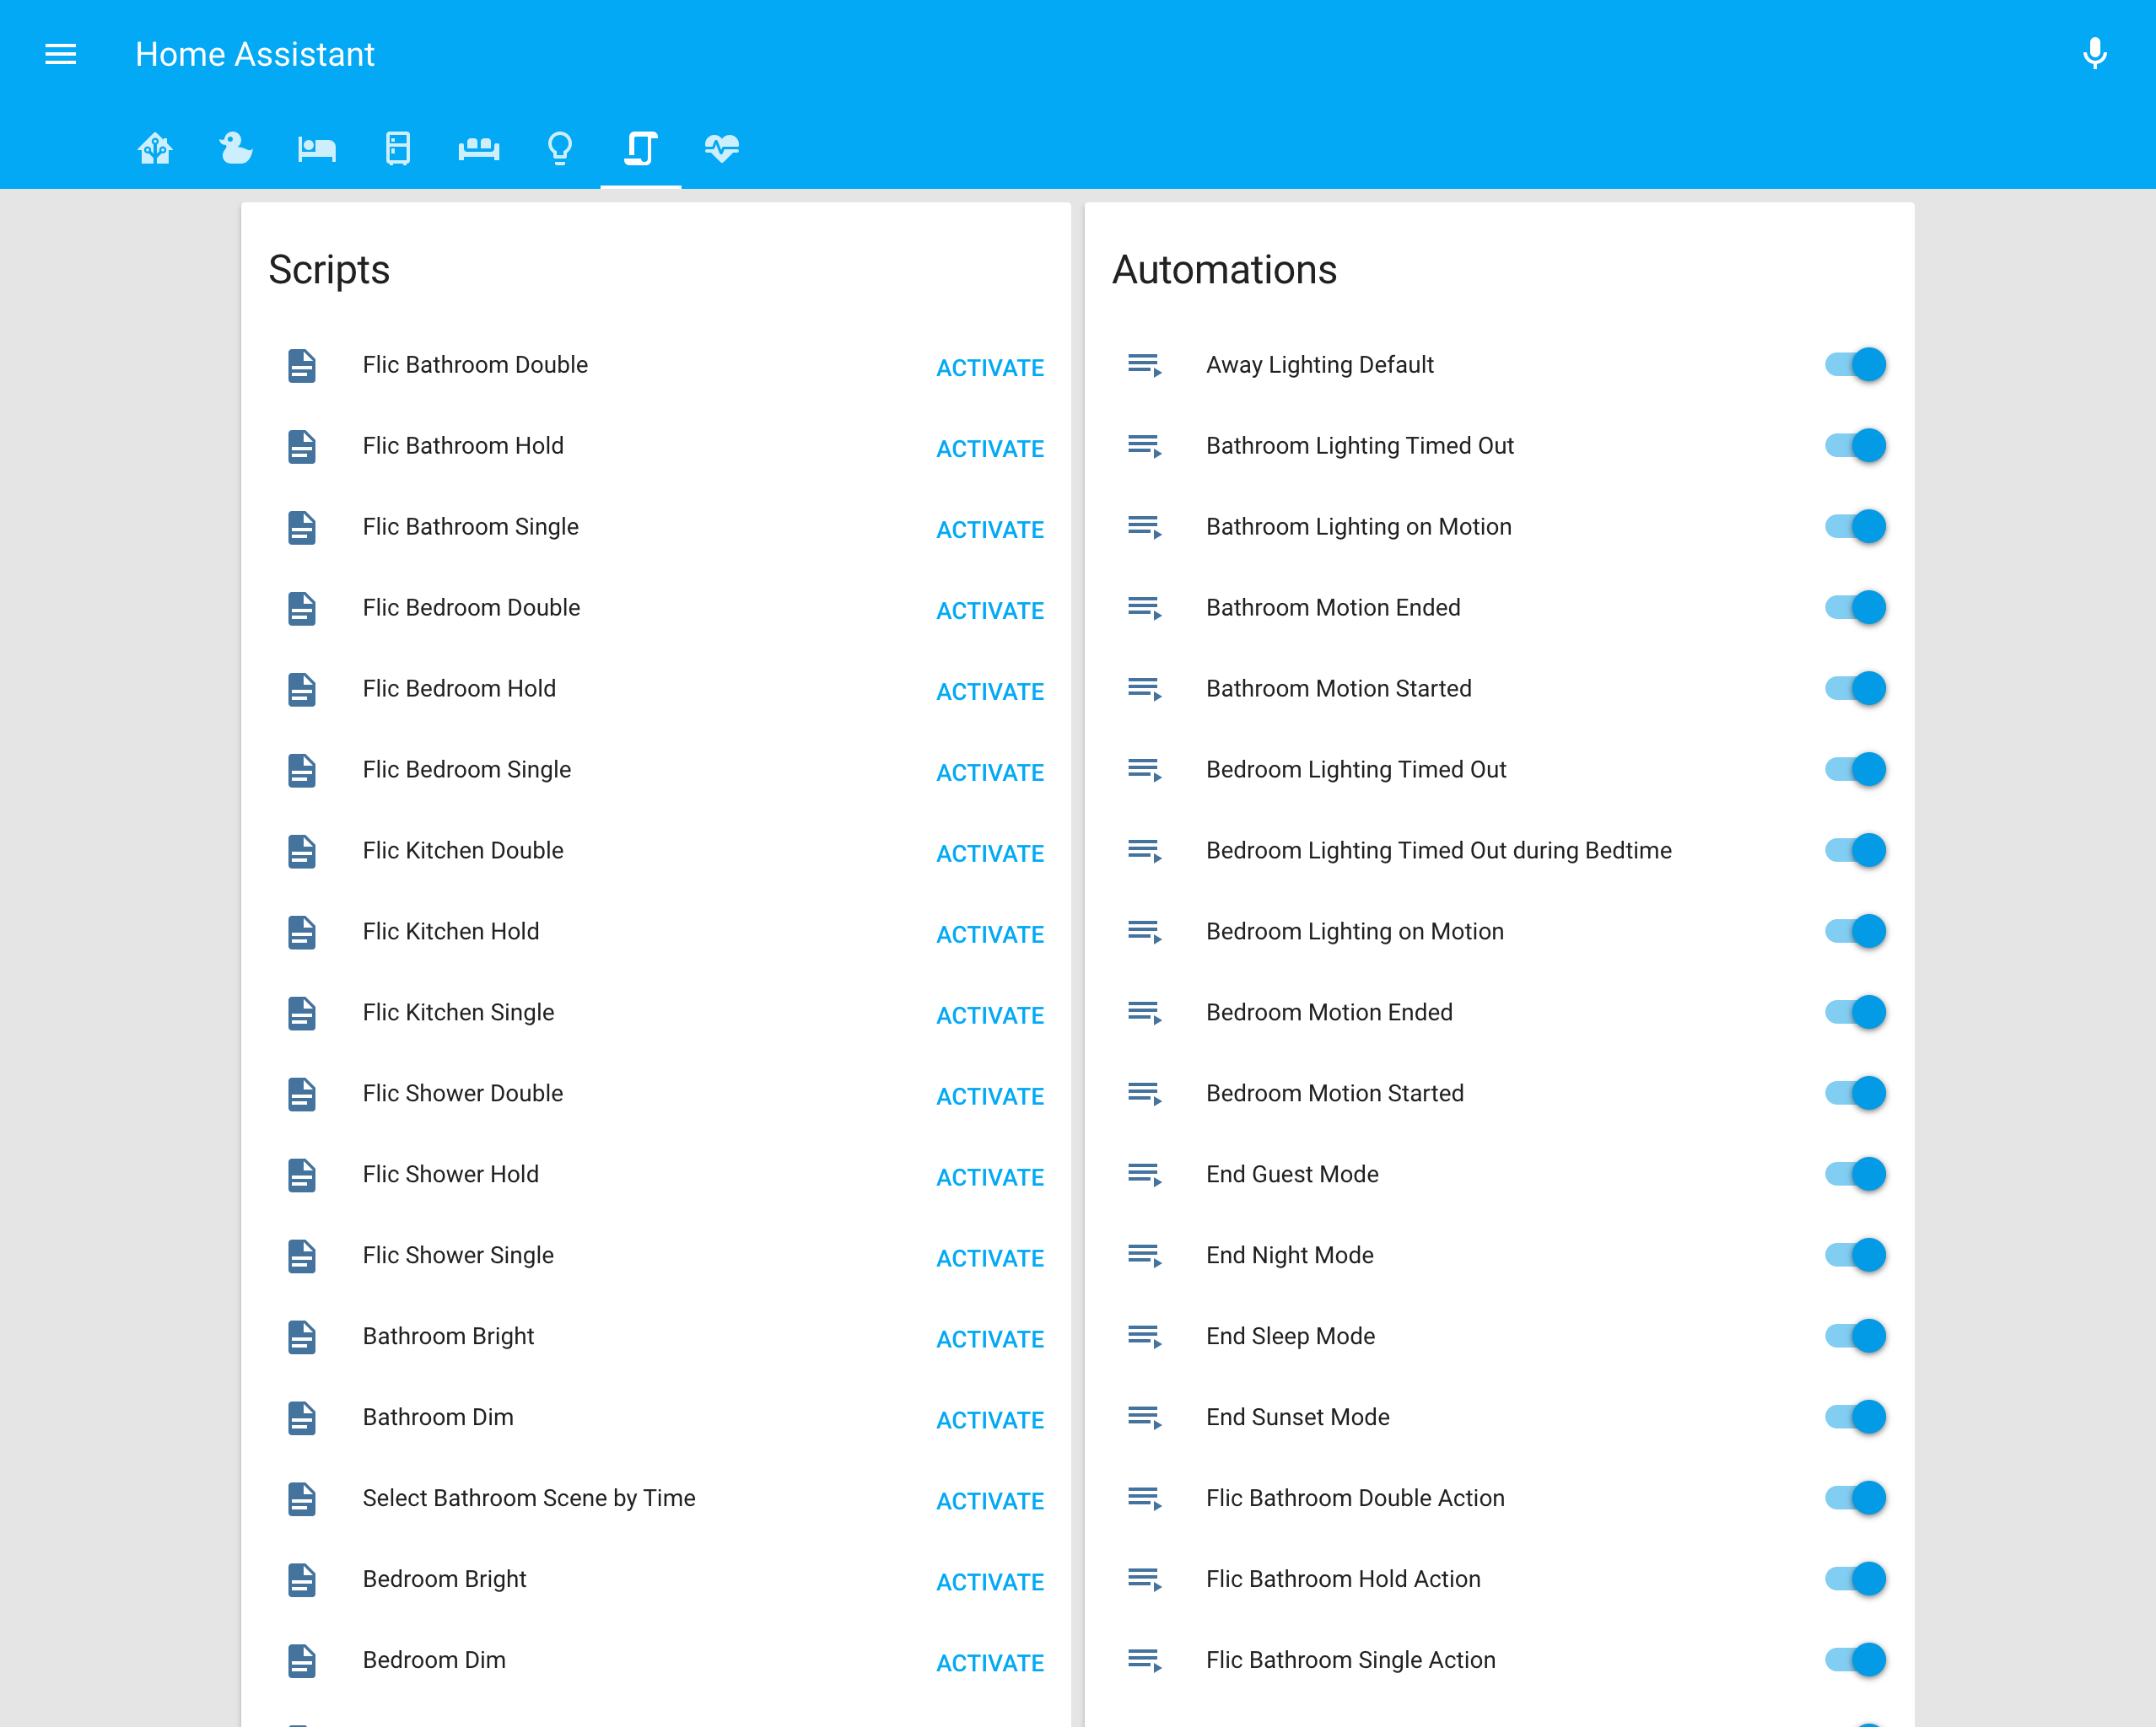 Home Assistant
Scripts
Flic Bathroom Double ACTIVATE
Flic Bathroom Hold ACTIVATE
Flic Bathroom Single ACTIVATE
Flic Bedroom Double ACTIVATE
Flic Bedroom Hold ACTIVATE
Flic Bedroom Single ACTIVATE
Flic Kitchen Double ACTIVATE
Flic Kitchen Hold ACTIVATE
Flic Kitchen Single ACTIVATE
Flic Shower Double ACTIVATE
Flic Shower Hold ACTIVATE
Flic Shower Single ACTIVATE
Bathroom Bright ACTIVATE
Bathroom Dim ACTIVATE
Select Bathroom Scene by Time ACTIVATE
Bedroom Bright ACTIVATE
Bedroom Dim ACTIVATE
Automations
Away Lighting Default
Bathroom Lighting Timed Out
Bathroom Lighting on Motion
Bathroom Motion Ended
Bathroom Motion Started
Bedroom Lighting Timed Out
Bedroom Lighting Timed Out during Bedtime
Bedroom Lighting on Motion
Bedroom Motion Ended
Bedroom Motion Started
End Guest Mode
End Night Mode
End Sleep Mode
End Sunset Mode
Flic Bathroom Double Action
Flic Bathroom Hold Action
Flic Bathroom Single Action